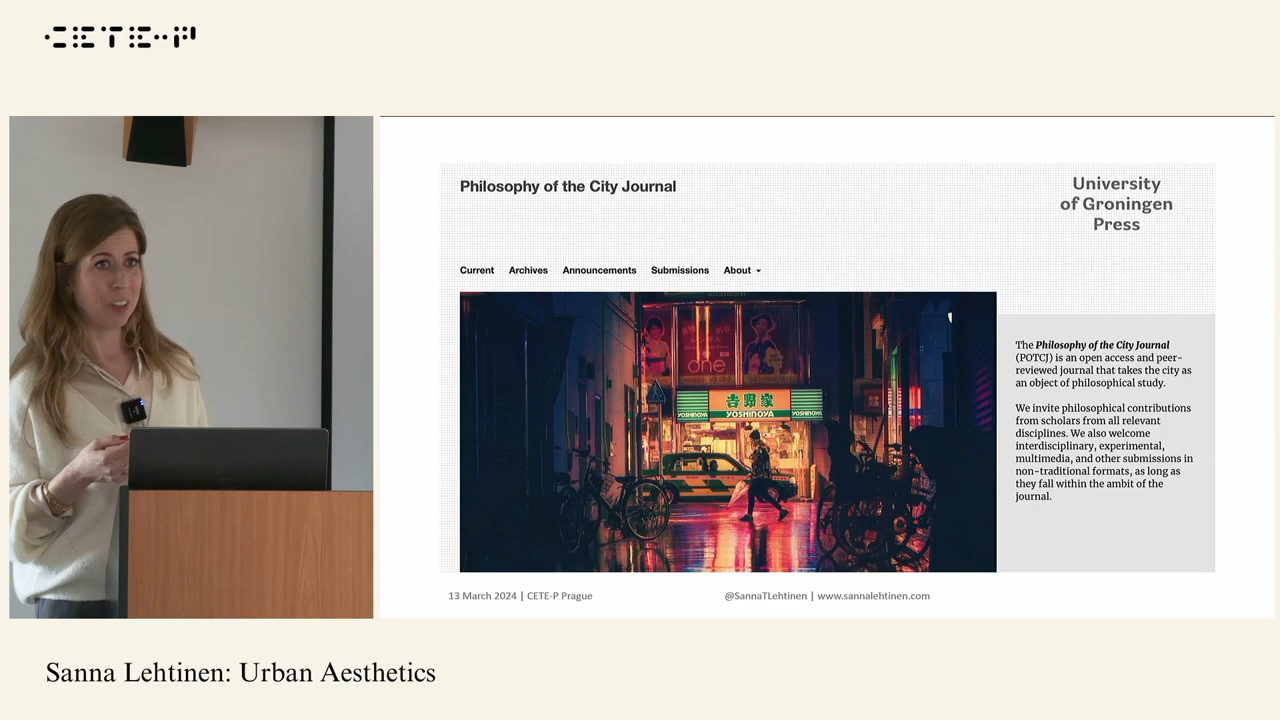 CETE-P
Philosophy of the City Journal
University
of Groningen
Press
Current Archives Announcements Submissions About
one
吉野家
YOSHINOYA YOSHINOYA YOSHINOYA
The Philosophy of the City Journal
(POTCJ) is an open access and peer-
reviewed journal that takes the city as
an object of philosophical study.
We invite philosophical contributions
from scholars from all relevant
disciplines. We also welcome
interdisciplinary, experimental,
multimedia, and other submissions in
non-traditional formats, as long as
they fall within the ambit of the
journal.
13 March 2024 | CETE-P Prague
@SannaTLehtinen | www.sannalehtinen.com
Sanna Lehtinen: Urban Aesthetics